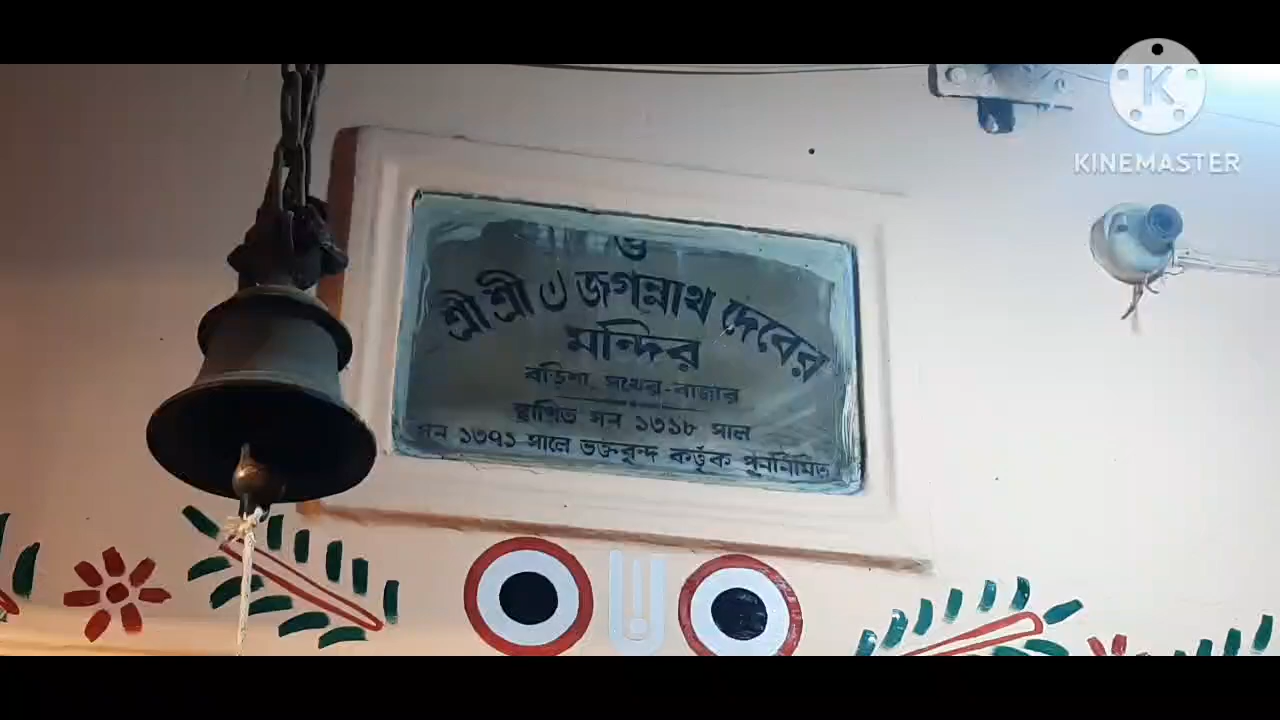 ওঁ
শ্রী শ্রী ৺ জগন্নাথ দেবের
মন্দির
বড়িশা, সখের-বাজার
স্থাপিত সন ১৩১৮ সাল
সন ১৩৭১ সালে ভক্তবৃন্দ কর্ত্তৃক পুনর্নির্মিত
K
KINEMASTER